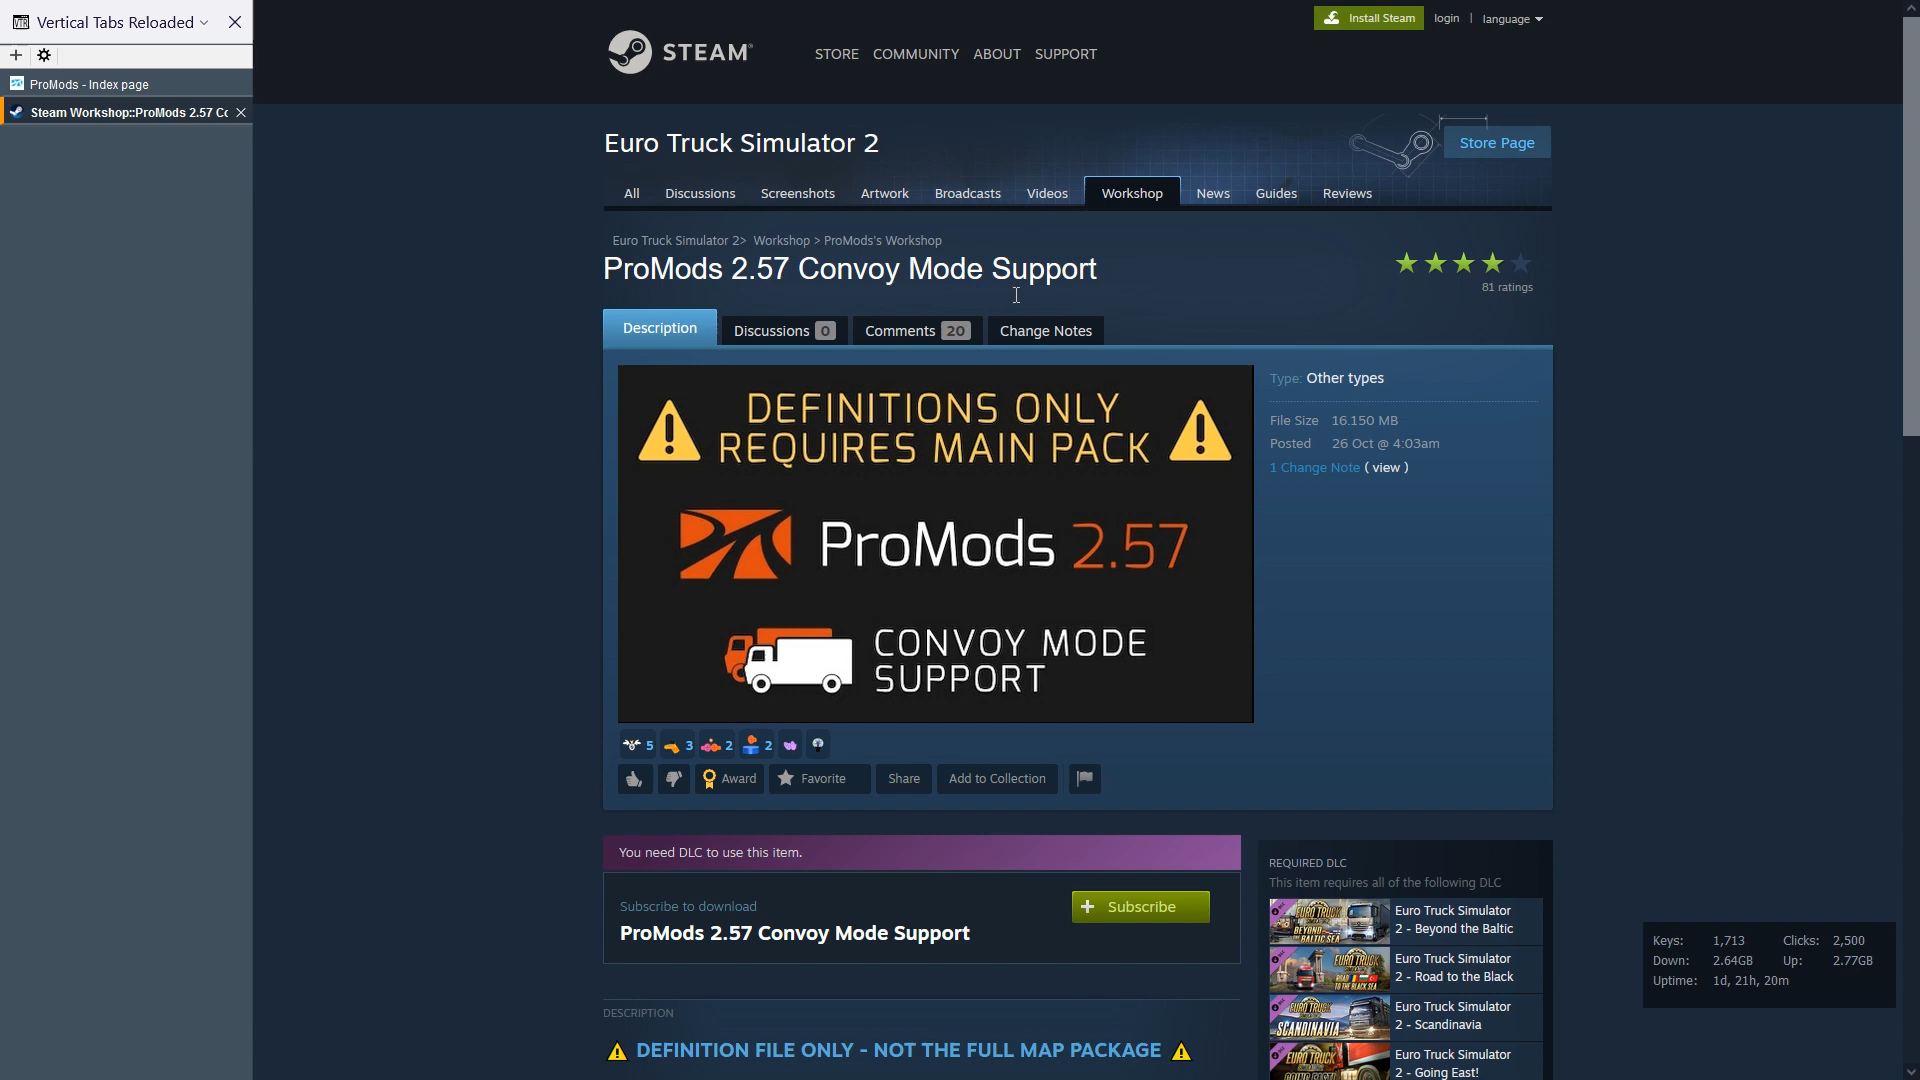 Vertical Tabs Reloaded
ProMods - Index page
Steam Workshop::ProMods 2.57 Co
Install Steam login | language
STEAM STORE COMMUNITY ABOUT SUPPORT
Euro Truck Simulator 2
Store Page
All Discussions Screenshots Artwork Broadcasts Videos Workshop News Guides Reviews
Euro Truck Simulator 2> Workshop > ProMods's Workshop
ProMods 2.57 Convoy Mode Support
81 ratings
Description Discussions 0 Comments 20 Change Notes
DEFINITIONS ONLY
REQUIRES MAIN PACK
ProMods 2.57
CONVOY MODE
SUPPORT
Type: Other types
File Size 16.150 MB
Posted 26 Oct @ 4:03am
1 Change Note ( view )
5 3 2 2
Award Favorite Share Add to Collection
You need DLC to use this item.
Subscribe to download
ProMods 2.57 Convoy Mode Support
Subscribe
DESCRIPTION
DEFINITION FILE ONLY - NOT THE FULL MAP PACKAGE
REQUIRED DLC
This item requires all of the following DLC
Euro Truck Simulator
2 - Beyond the Baltic
Euro Truck Simulator
2 - Road to the Black
Euro Truck Simulator
2 - Scandinavia
Euro Truck Simulator
2 - Going East!
Keys: 1,713 Clicks: 2,500
Down: 2.64GB Up: 2.77GB
Uptime: 1d, 21h, 20m